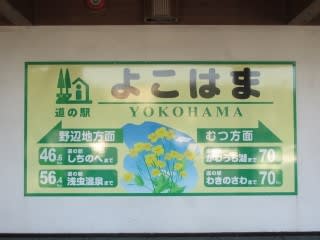 道の駅
よこはま
YOKOHAMA
野辺地方面
むつ方面
46.6 道の駅 しちのへまで
56.4 道の駅 浅虫温泉まで
道の駅 かわうち湖まで 70
道の駅 わきのさわまで 70